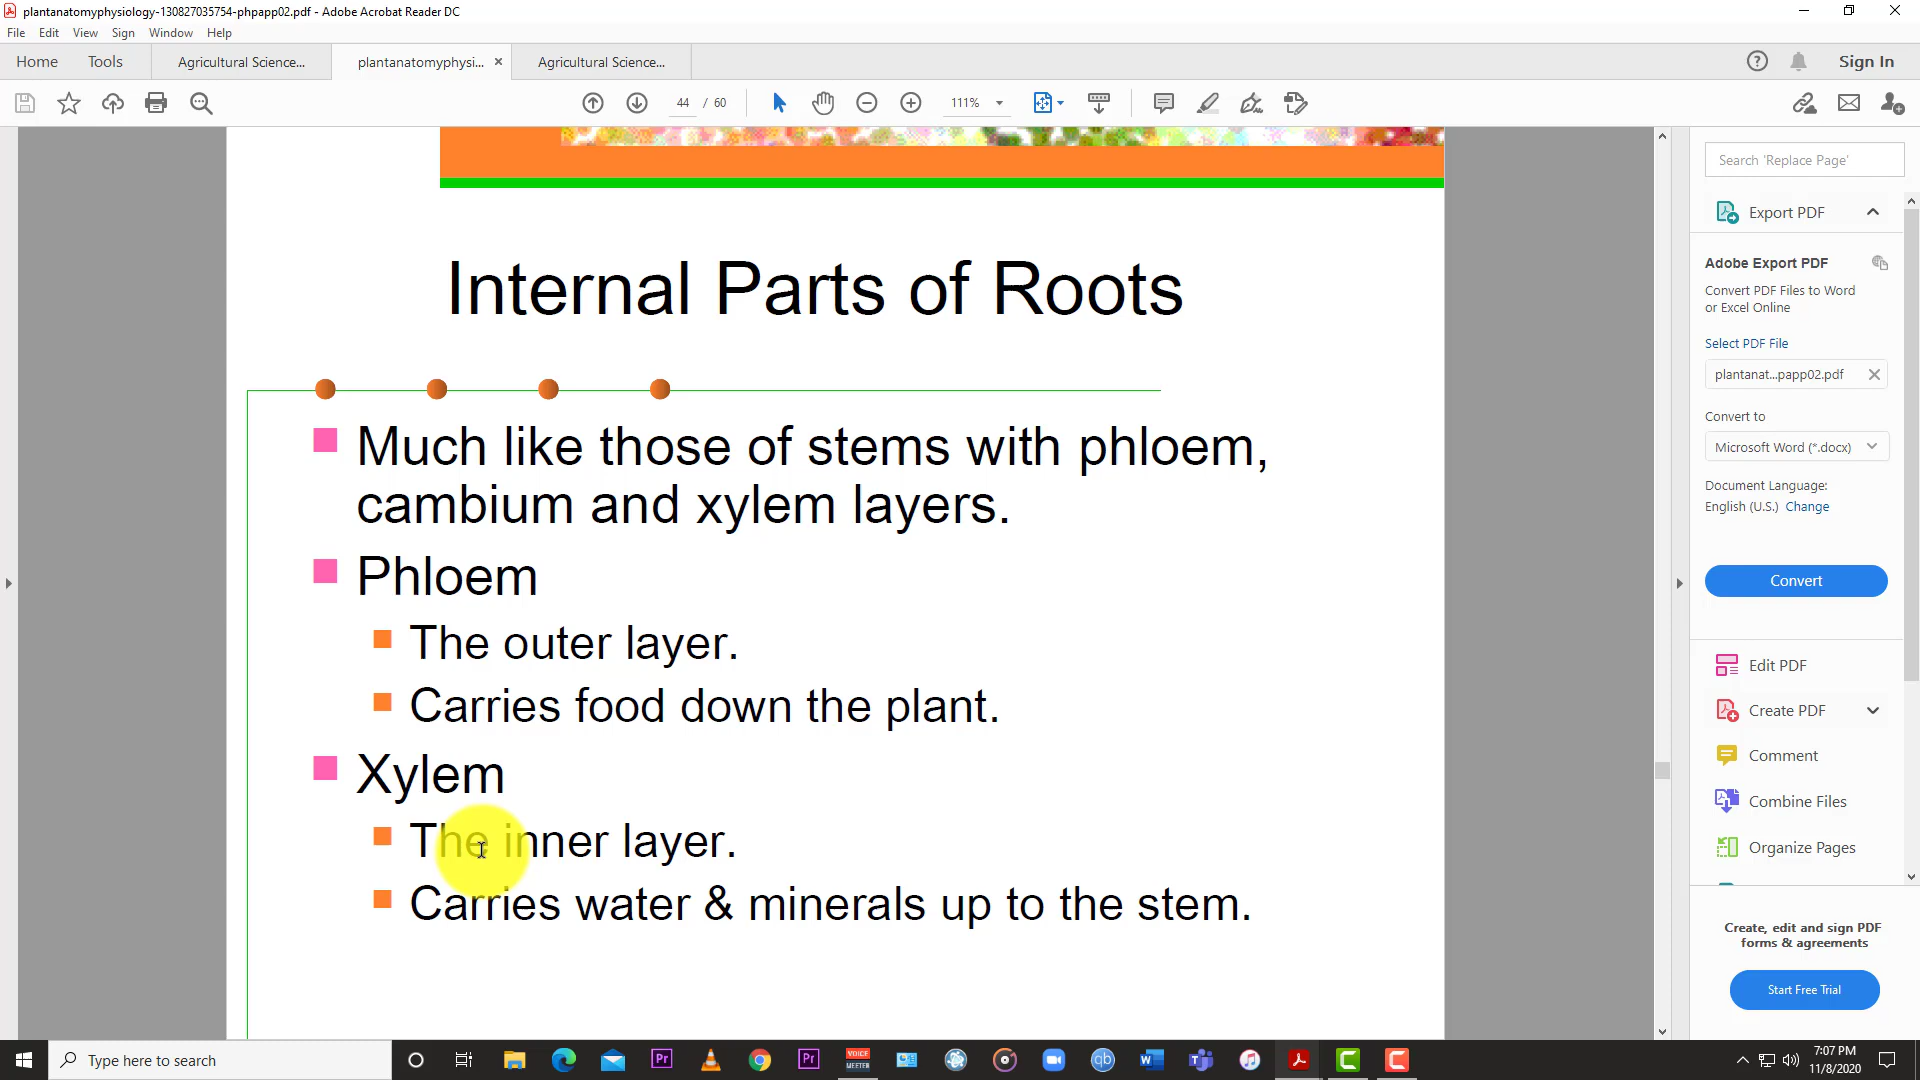 plantanatomyphysiology-130827035754-phpapp02.pdf - Adobe Acrobat Reader DC
File Edit View Sign Window Help
Home Tools Agricultural Science... plantanatomyphysi... Agricultural Science... Sign In
44 / 60 111%
Search 'Replace Page'
Export PDF
Adobe Export PDF
Convert PDF Files to Word
or Excel Online
Select PDF File
plantanat...papp02.pdf
Convert to
Microsoft Word (*.docx)
Document Language:
English (U.S.) Change
Convert
Edit PDF
Create PDF
Comment
Combine Files
Organize Pages
Create, edit and sign PDF
forms & agreements
Start Free Trial
Internal Parts of Roots
Much like those of stems with phloem,
cambium and xylem layers.
Phloem
The outer layer.
Carries food down the plant.
Xylem
The inner layer.
Carries water & minerals up to the stem.
Type here to search
Pr
Pr
VOICE
MEETER
qb
W
7:07 PM
11/8/2020